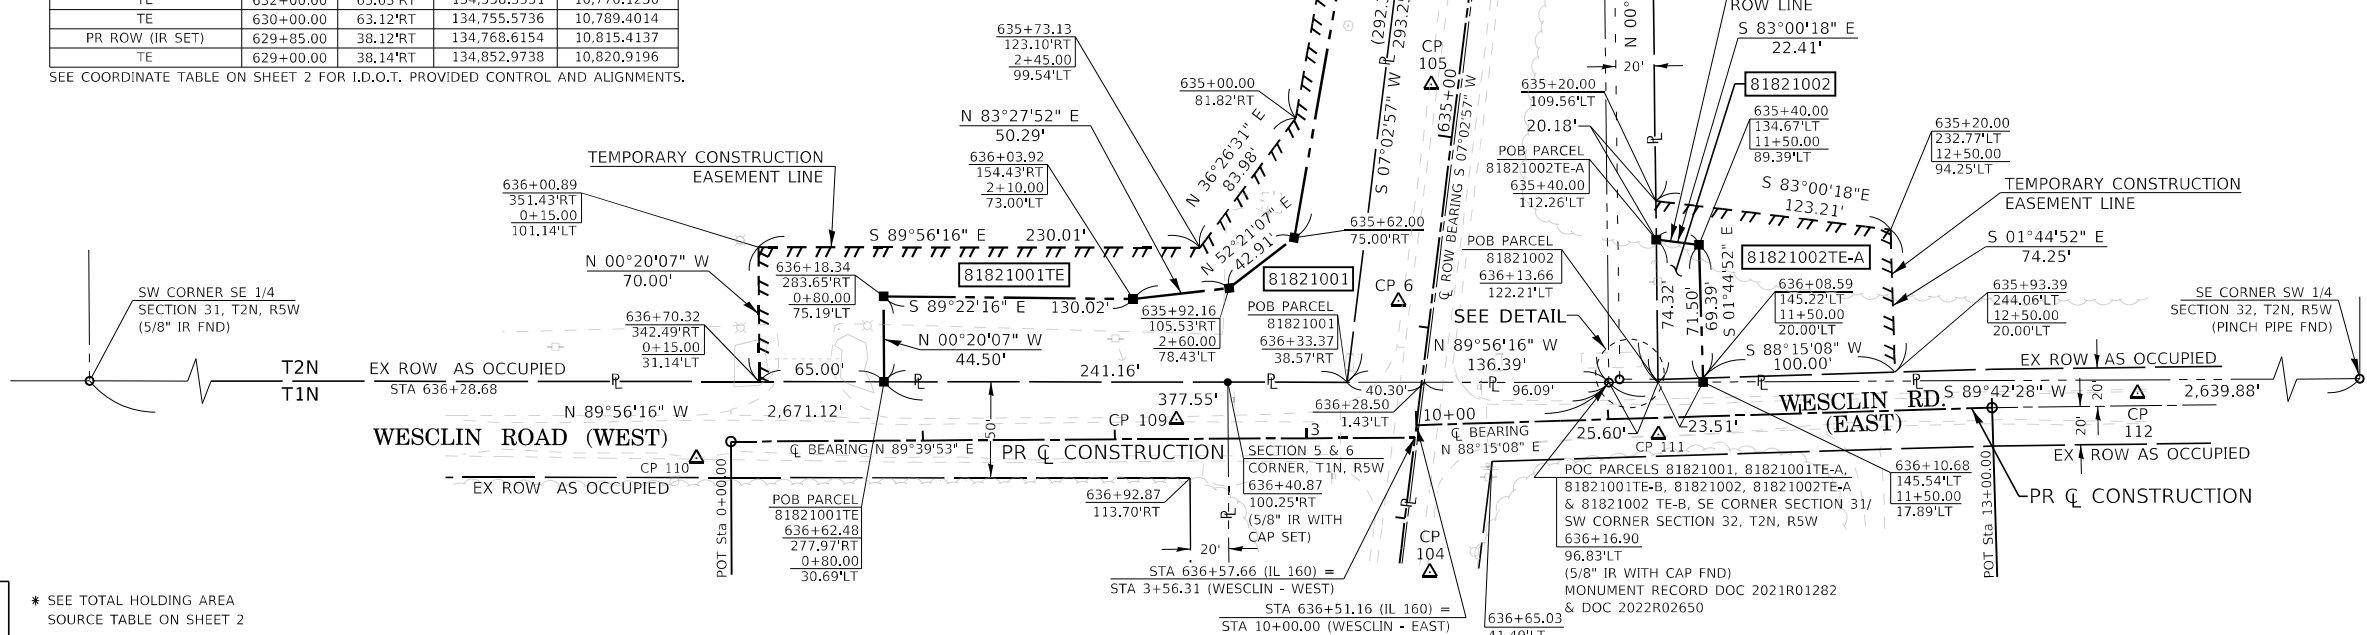 TE 632+00.00 65.03'RT
TE 630+00.00 63.12'RT 134,755.5736 10,789.4014
PR ROW (IR SET) 629+85.00 38.12'RT 134,768.6154 10,815.4137
TE 629+00.00 38.14'RT 134,852.9738 10,820.9196
SEE COORDINATE TABLE ON SHEET 2 FOR I.D.O.T. PROVIDED CONTROL AND ALIGNMENTS.
SW CORNER SE 1/4
SECTION 31, T2N, R5W
(5/8" IR FND)
T2N
T1N
EX ROW AS OCCUPIED
STA 636+28.68
N 89°56'16" W
2,671.12'
WESCLIN ROAD (WEST)
CP 110
EX ROW AS OCCUPIED
TEMPORARY CONSTRUCTION
EASEMENT LINE
636+00.89
351.43'RT
0+15.00
101.14'LT
N 00°20'07" W
70.00'
636+70.32
342.49'RT
0+15.00
31.14'LT
65.00'
S 89°56'16" E 230.01'
81821001TE
636+18.34
283.65'RT
0+80.00
75.19'LT
S 89°22'16" E 130.02'
N 00°20'07" W
44.50'
241.16'
377.55'
50'
CP 109
3
℄ BEARING N 89°39'53" E
PR ℄ CONSTRUCTION
POT Sta 0+00.00
POB PARCEL
81821001TE
636+62.48
277.97'RT
0+80.00
30.69'LT
635+73.13
123.10'RT
2+45.00
99.54'LT
N 83°27'52" E
50.29'
636+03.92
154.43'RT
2+10.00
73.00'LT
635+00.00
81.82'RT
N 36°26'31" E
83.98'
N 52°21'07" E
42.91'
81821001
635+92.16
105.53'RT
2+60.00
78.43'LT
POB PARCEL
81821001
636+33.37
38.57'RT
635+62.00
75.00'RT
S 07°02'57" W
293.25
(292.
℄ ROW BEARING S 07°02'57" W
635+00
CP
105
CP 6
40.30'
636+28.50
1.43'LT
10+00
SECTION 5 & 6
CORNER, T1N, R5W
636+40.87
100.25'RT
(5/8" IR WITH
CAP SET)
636+92.87
113.70'RT
20'
STA 636+57.66 (IL 160) =
STA 3+56.31 (WESCLIN - WEST)
STA 636+51.16 (IL 160) =
STA 10+00.00 (WESCLIN - EAST)
CP
104
636+65.03
41.40'LT
N 00°
20'
ROW LINE
S 83°00'18" E
22.41'
81821002
635+20.00
109.56'LT
20.18'
635+40.00
134.67'LT
11+50.00
89.39'LT
POB PARCEL
81821002TE-A
635+40.00
112.26'LT
POB PARCEL
81821002
636+13.66
122.21'LT
SEE DETAIL
N 89°56'16" W
136.39'
96.09'
℄ BEARING
N 88°15'08" E
25.60'
23.51'
CP 111
74.32'
71.50'
69.39'
S 01°44'52" E
S 83°00'18"E
123.21'
81821002TE-A
635+20.00
232.77'LT
12+50.00
94.25'LT
TEMPORARY CONSTRUCTION
EASEMENT LINE
S 01°44'52" E
74.25'
636+08.59
145.22'LT
11+50.00
20.00'LT
635+93.39
244.06'LT
12+50.00
20.00'LT
S 88°15'08" W
100.00'
EX ROW AS OCCUPIED
SE CORNER SW 1/4
SECTION 32, T2N, R5W
(PINCH PIPE FND)
S 89°42'28" W
2,639.88'
20'
20'
CP
112
WESCLIN RD.
(EAST)
EX ROW AS OCCUPIED
PR ℄ CONSTRUCTION
POT Sta 13+00.00
636+10.68
145.54'LT
11+50.00
17.89'LT
POC PARCELS 81821001, 81821001TE-A,
81821001TE-B, 81821002, 81821002TE-A
& 81821002 TE-B, SE CORNER SECTION 31/
SW CORNER SECTION 32, T2N, R5W
636+16.90
96.83'LT
(5/8" IR WITH CAP FND)
MONUMENT RECORD DOC 2021R01282
& DOC 2022R02650
* SEE TOTAL HOLDING AREA
SOURCE TABLE ON SHEET 2